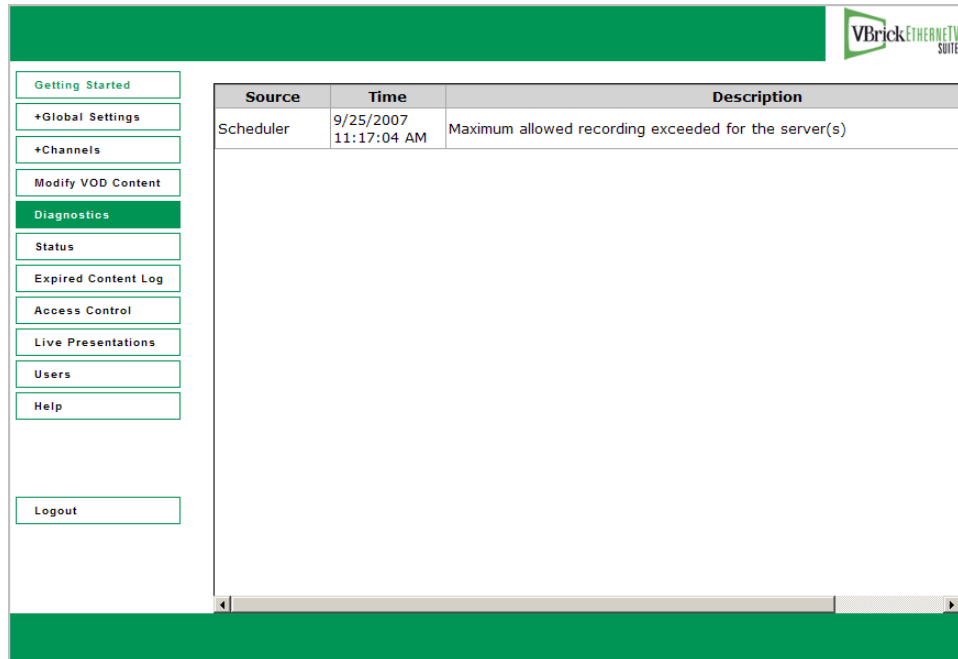 VBrick ETHERNETV
SUITE
Getting Started
+Global Settings
+Channels
Modify VOD Content
Diagnostics
Status
Expired Content Log
Access Control
Live Presentations
Users
Help
Logout
Source Time Description
Scheduler 9/25/2007 11:17:04 AM Maximum allowed recording exceeded for the server(s)